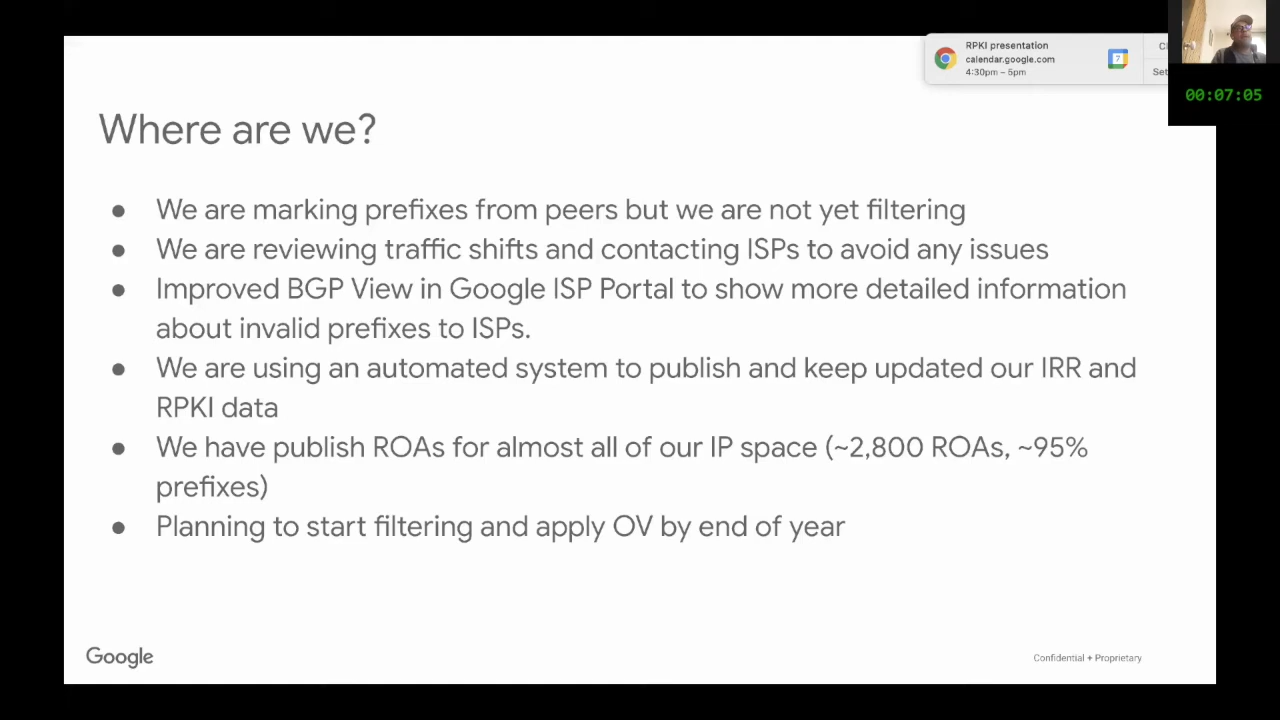 RPKI presentation
calendar.google.com
4:30pm – 5pm
Cl
Set
00:07:05
Where are we?
● We are marking prefixes from peers but we are not yet filtering
● We are reviewing traffic shifts and contacting ISPs to avoid any issues
● Improved BGP View in Google ISP Portal to show more detailed information
about invalid prefixes to ISPs.
● We are using an automated system to publish and keep updated our IRR and
RPKI data
● We have publish ROAs for almost all of our IP space (~2,800 ROAs, ~95%
prefixes)
● Planning to start filtering and apply OV by end of year
Google
Confidential + Proprietary